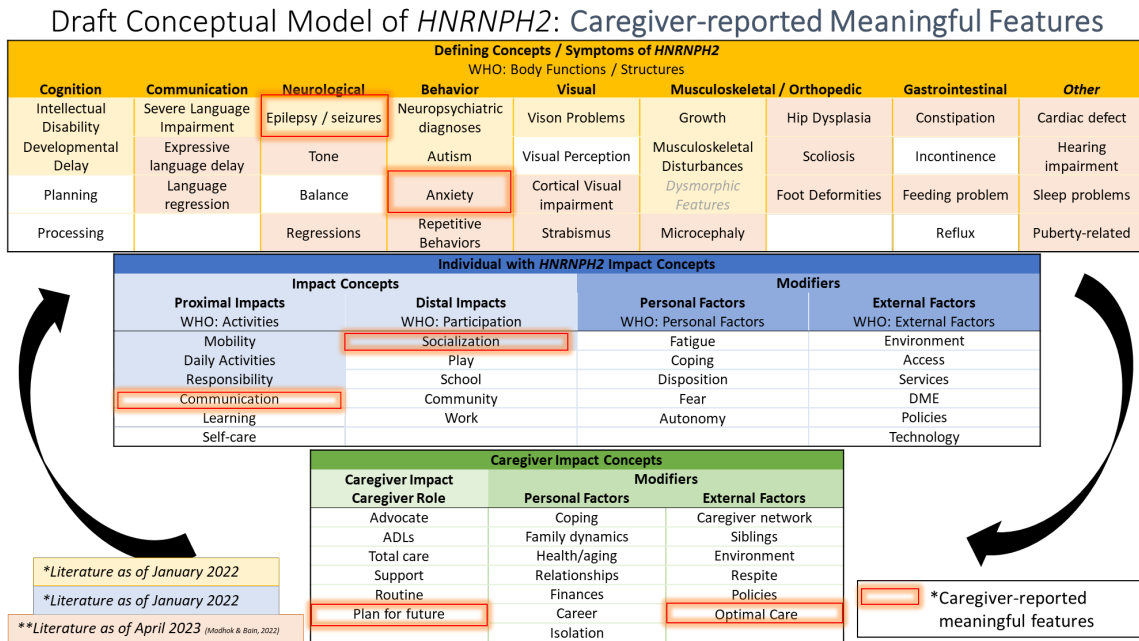 Draft Conceptual Model of HNRNPH2: Caregiver-reported Meaningful Features
Defining Concepts / Symptoms of HNRNPH2
WHO: Body Functions / Structures
Cognition Communication Neurological Behavior Visual Musculoskeletal / Orthopedic Gastrointestinal Other
Intellectual Disability Severe Language Impairment Epilepsy / seizures Neuropsychiatric diagnoses Vison Problems Growth Hip Dysplasia Constipation Cardiac defect
Developmental Delay Expressive language delay Tone Autism Visual Perception Musculoskeletal Disturbances Scoliosis Incontinence Hearing impairment
Planning Language regression Balance Anxiety Cortical Visual impairment Dysmorphic Features Foot Deformities Feeding problem Sleep problems
Processing Regressions Repetitive Behaviors Strabismus Microcephaly Reflux Puberty-related
Individual with HNRNPH2 Impact Concepts
Impact Concepts Modifiers
Proximal Impacts Distal Impacts Personal Factors External Factors
WHO: Activities WHO: Participation WHO: Personal Factors WHO: External Factors
Mobility Socialization Fatigue Environment
Daily Activities Play Coping Access
Responsibility School Disposition Services
Communication Community Fear DME
Learning Work Autonomy Policies
Self-care Technology
Caregiver Impact Concepts
Caregiver Impact Modifiers
Caregiver Role Personal Factors External Factors
Advocate Coping Caregiver network
ADLs Family dynamics Siblings
Total care Health/aging Environment
Support Relationships Respite
Routine Finances Policies
Plan for future Career Optimal Care
Isolation
*Literature as of January 2022
*Literature as of January 2022
**Literature as of April 2023 (Madhok & Bain, 2022)
*Caregiver-reported
meaningful features